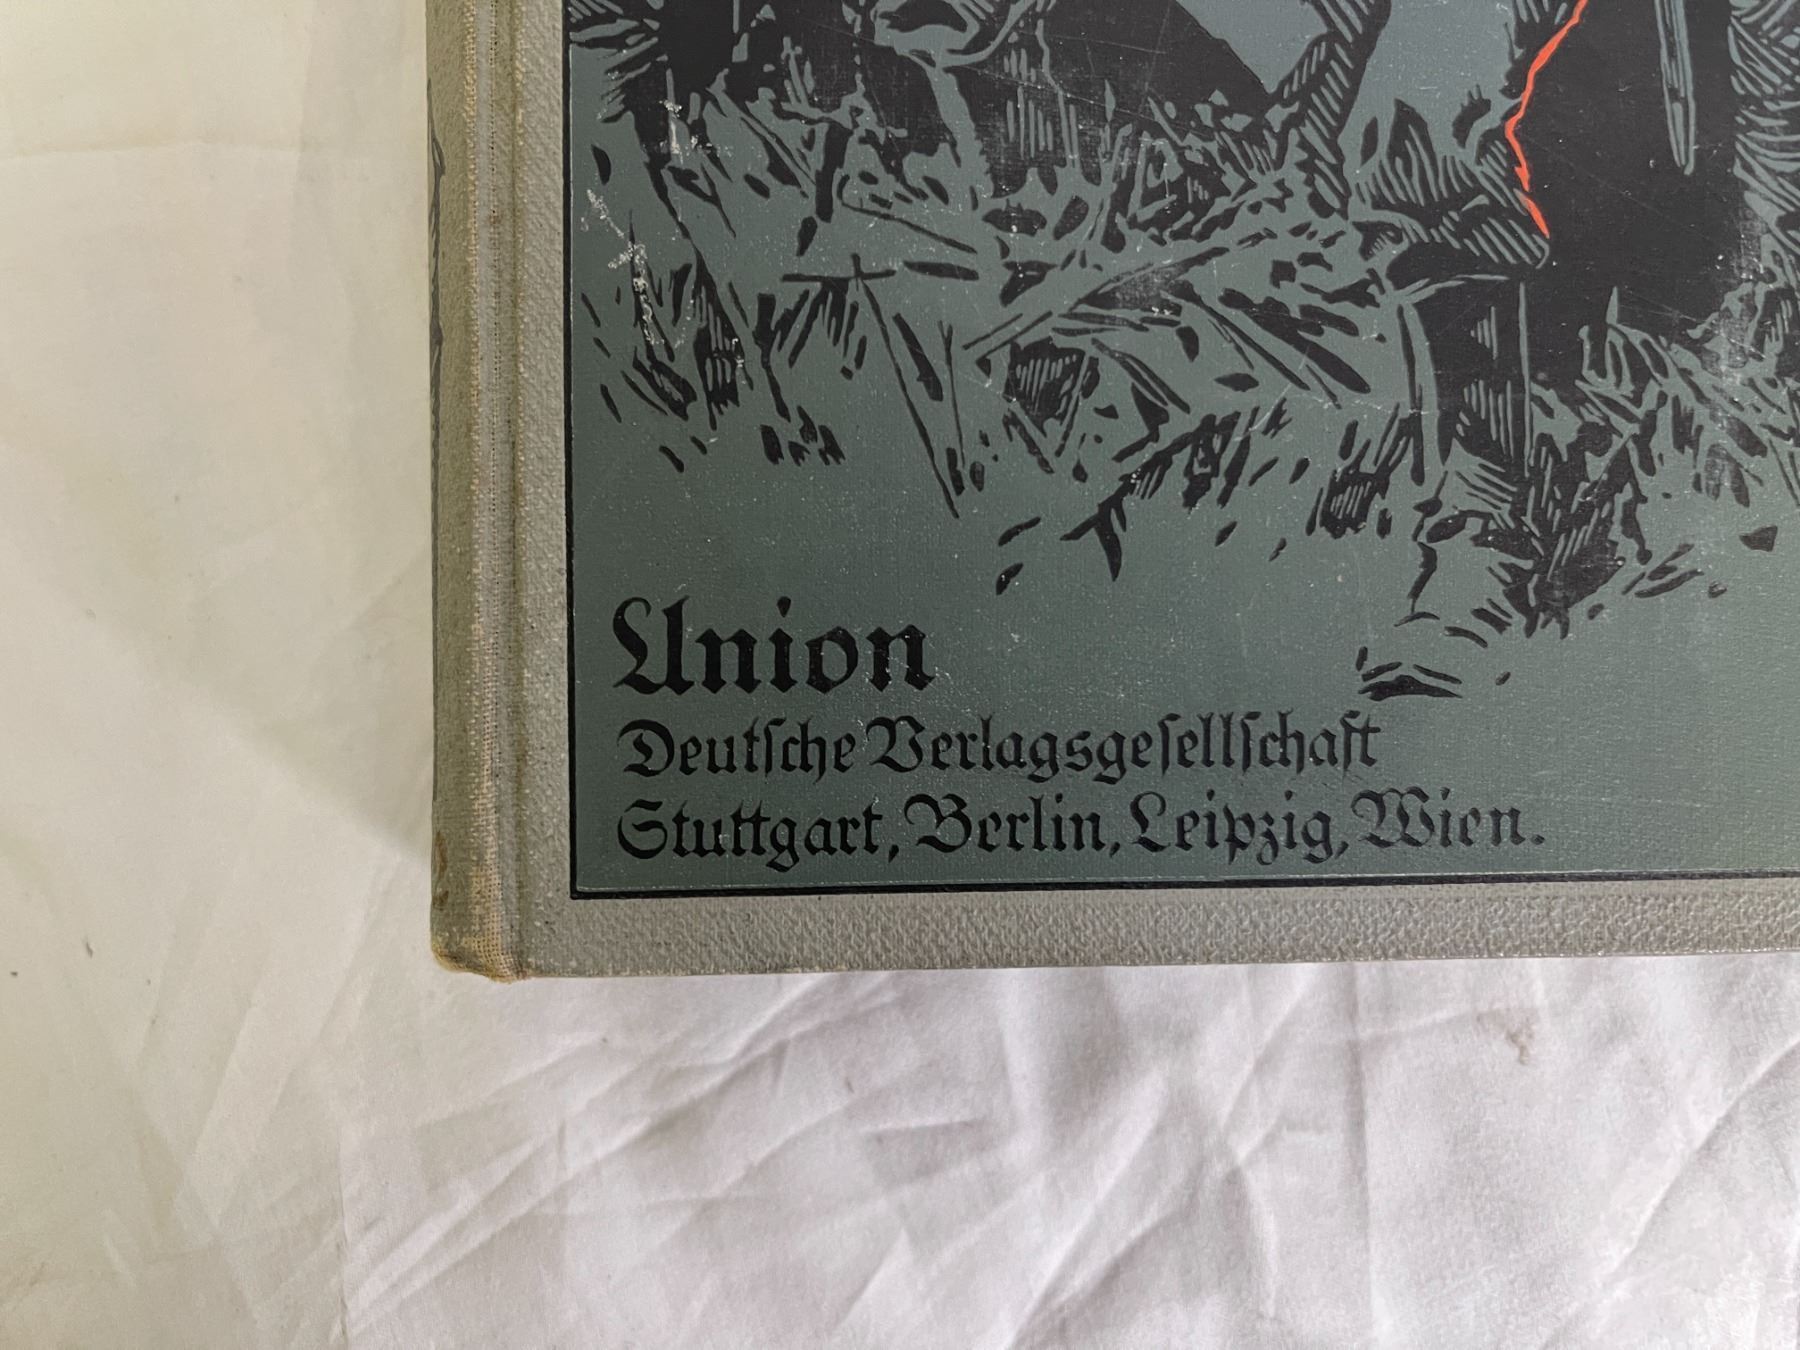 Union
Deutsche Verlagsgesellschaft
Stuttgart, Berlin, Leipzig, Wien.